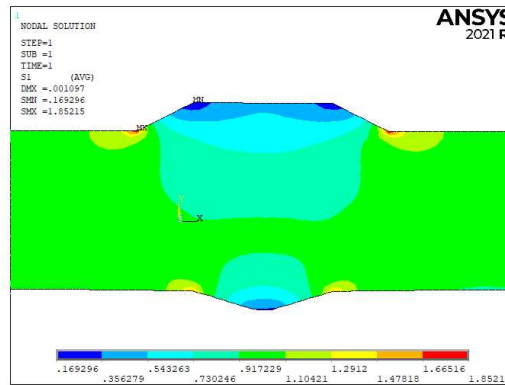 1
NODAL SOLUTION
STEP=1
SUB =1
TIME=1
S1 (AVG)
DMX =.001097
SMN =.169296
SMX =1.85215
ANSYS
2021 R
MN
MX
Y
X
.169296 .543263 .917229 1.2912 1.66516
.356279 .730246 1.10421 1.47818 1.8521